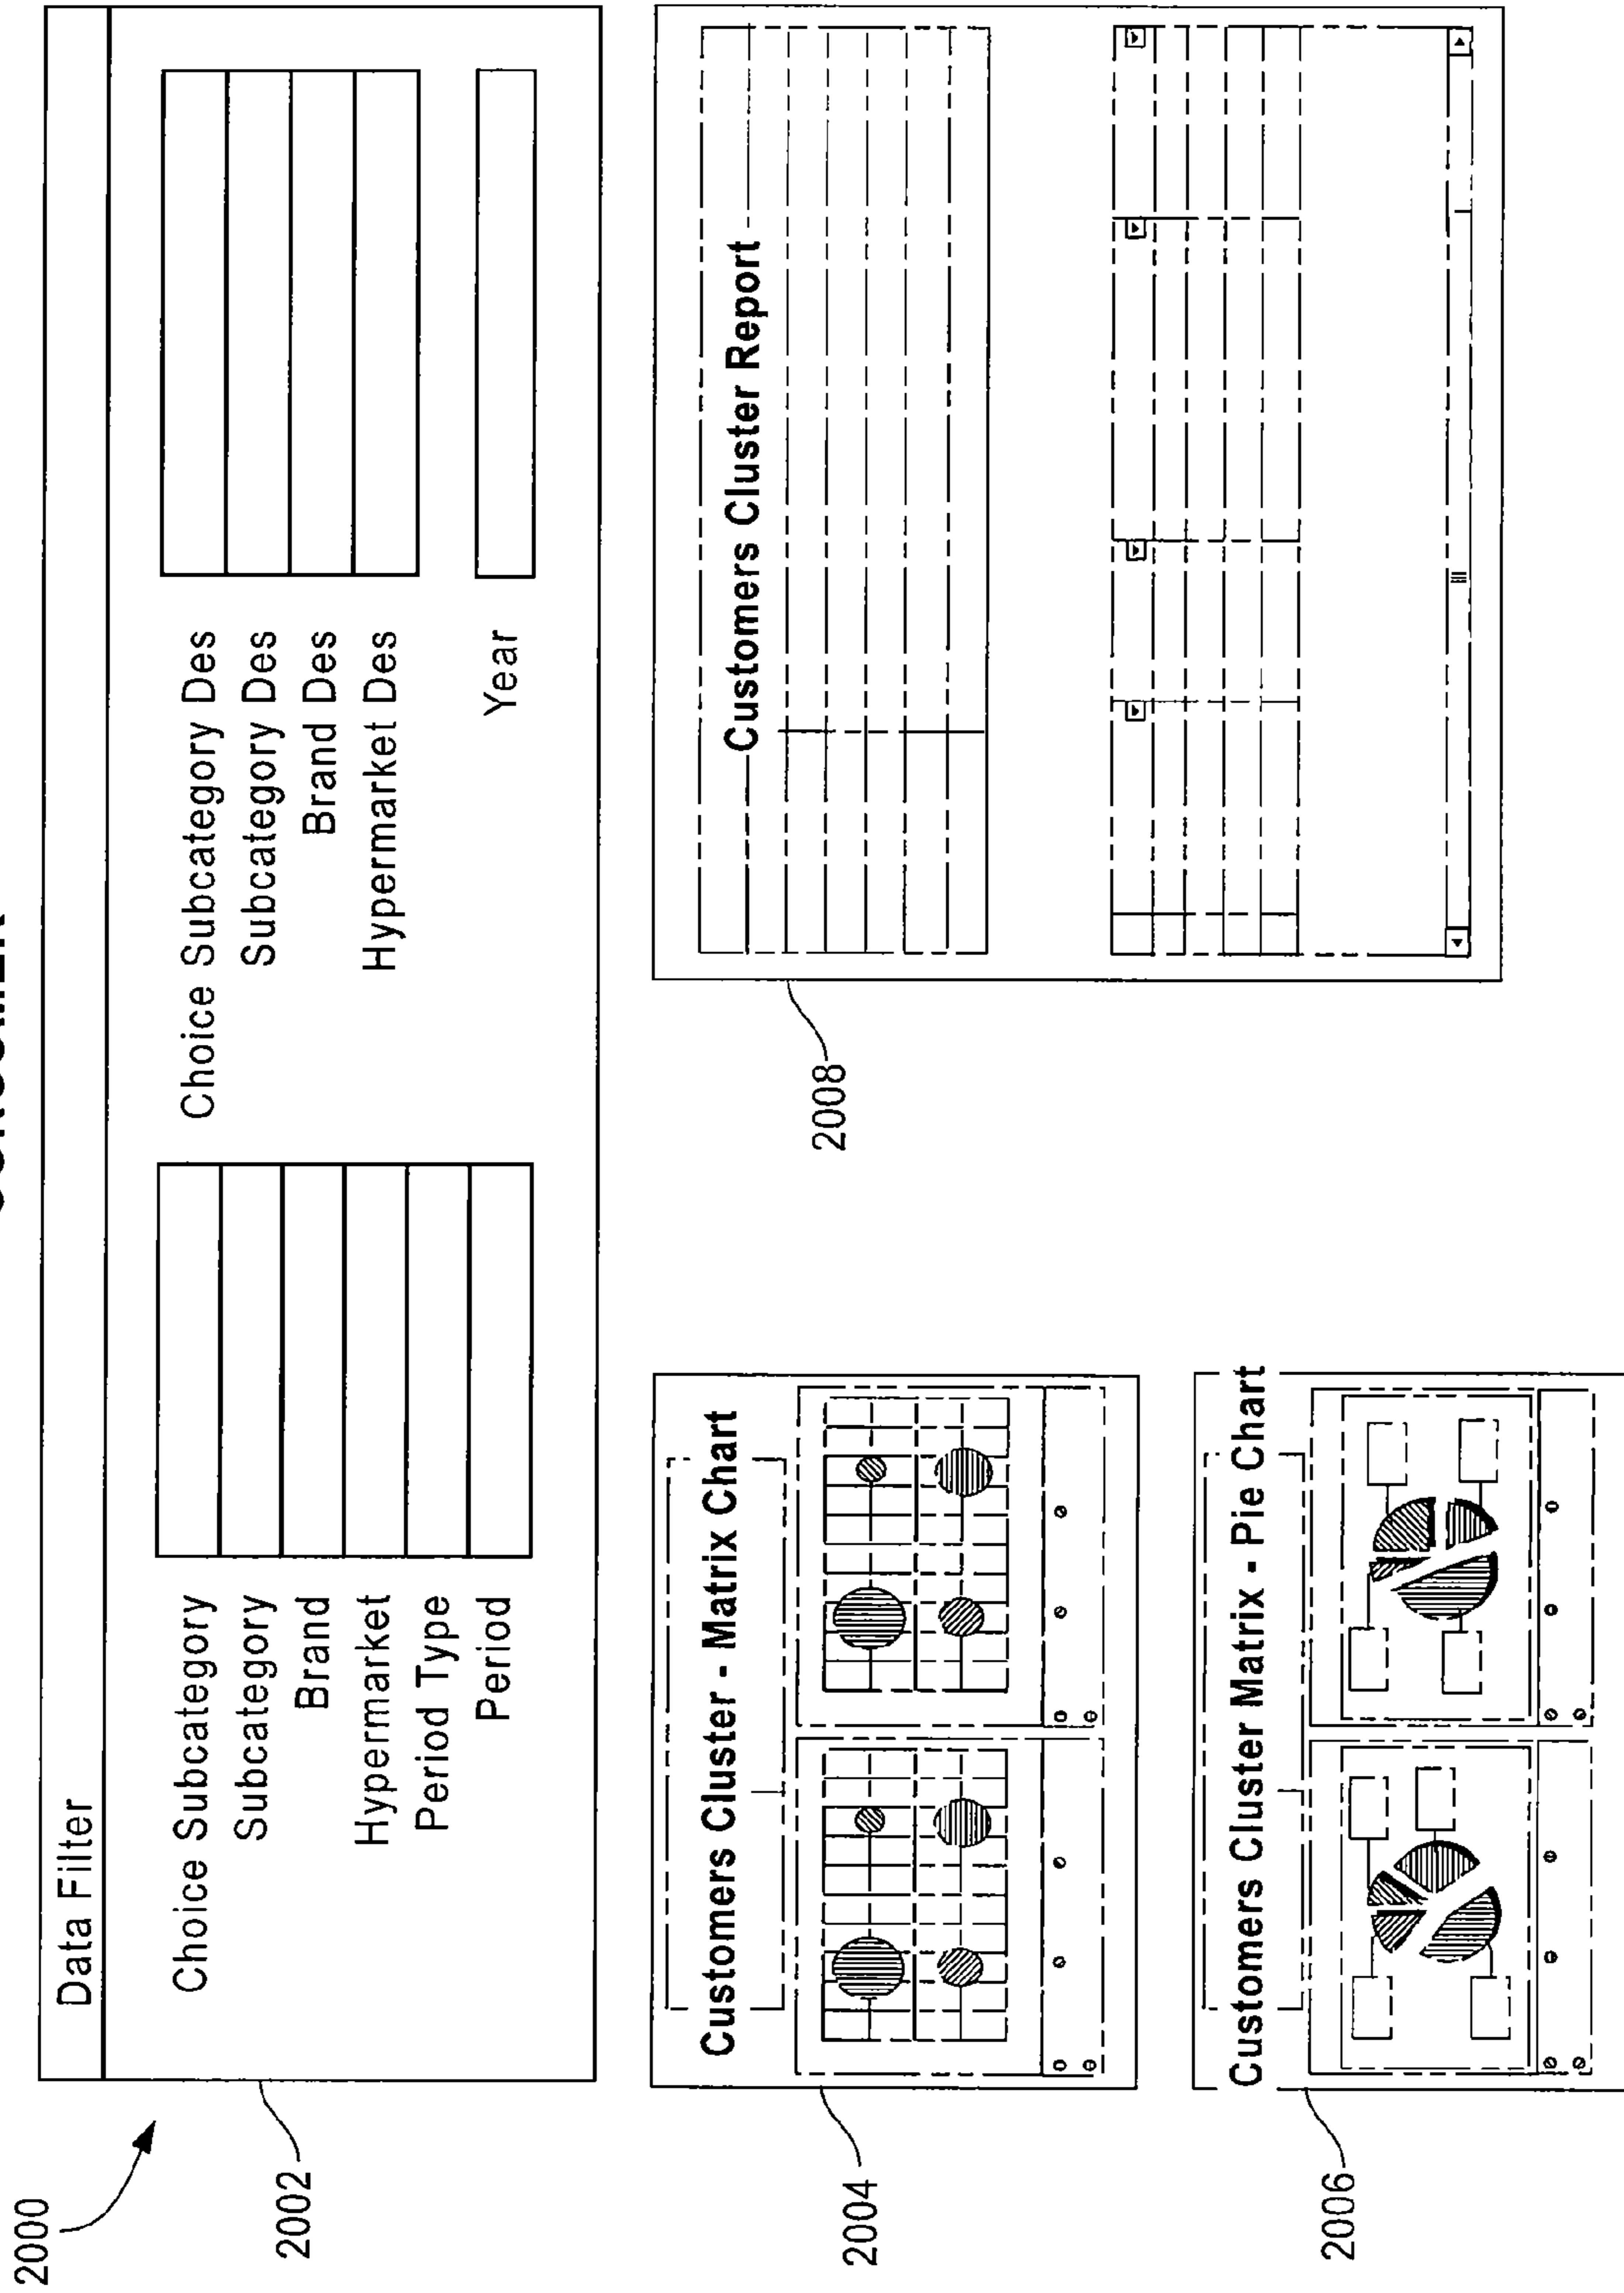 2000
Data Filter
2002
Choice Subcategory
Subcategory
Brand
Hypermarket
Period Type
Period
Choice Subcategory Des
Subcategory Des
Brand Des
Hypermarket Des
Year
2004
Customers Cluster - Matrix Chart
2006
Customers Cluster Matrix - Pie Chart
2008
Customers Cluster Report